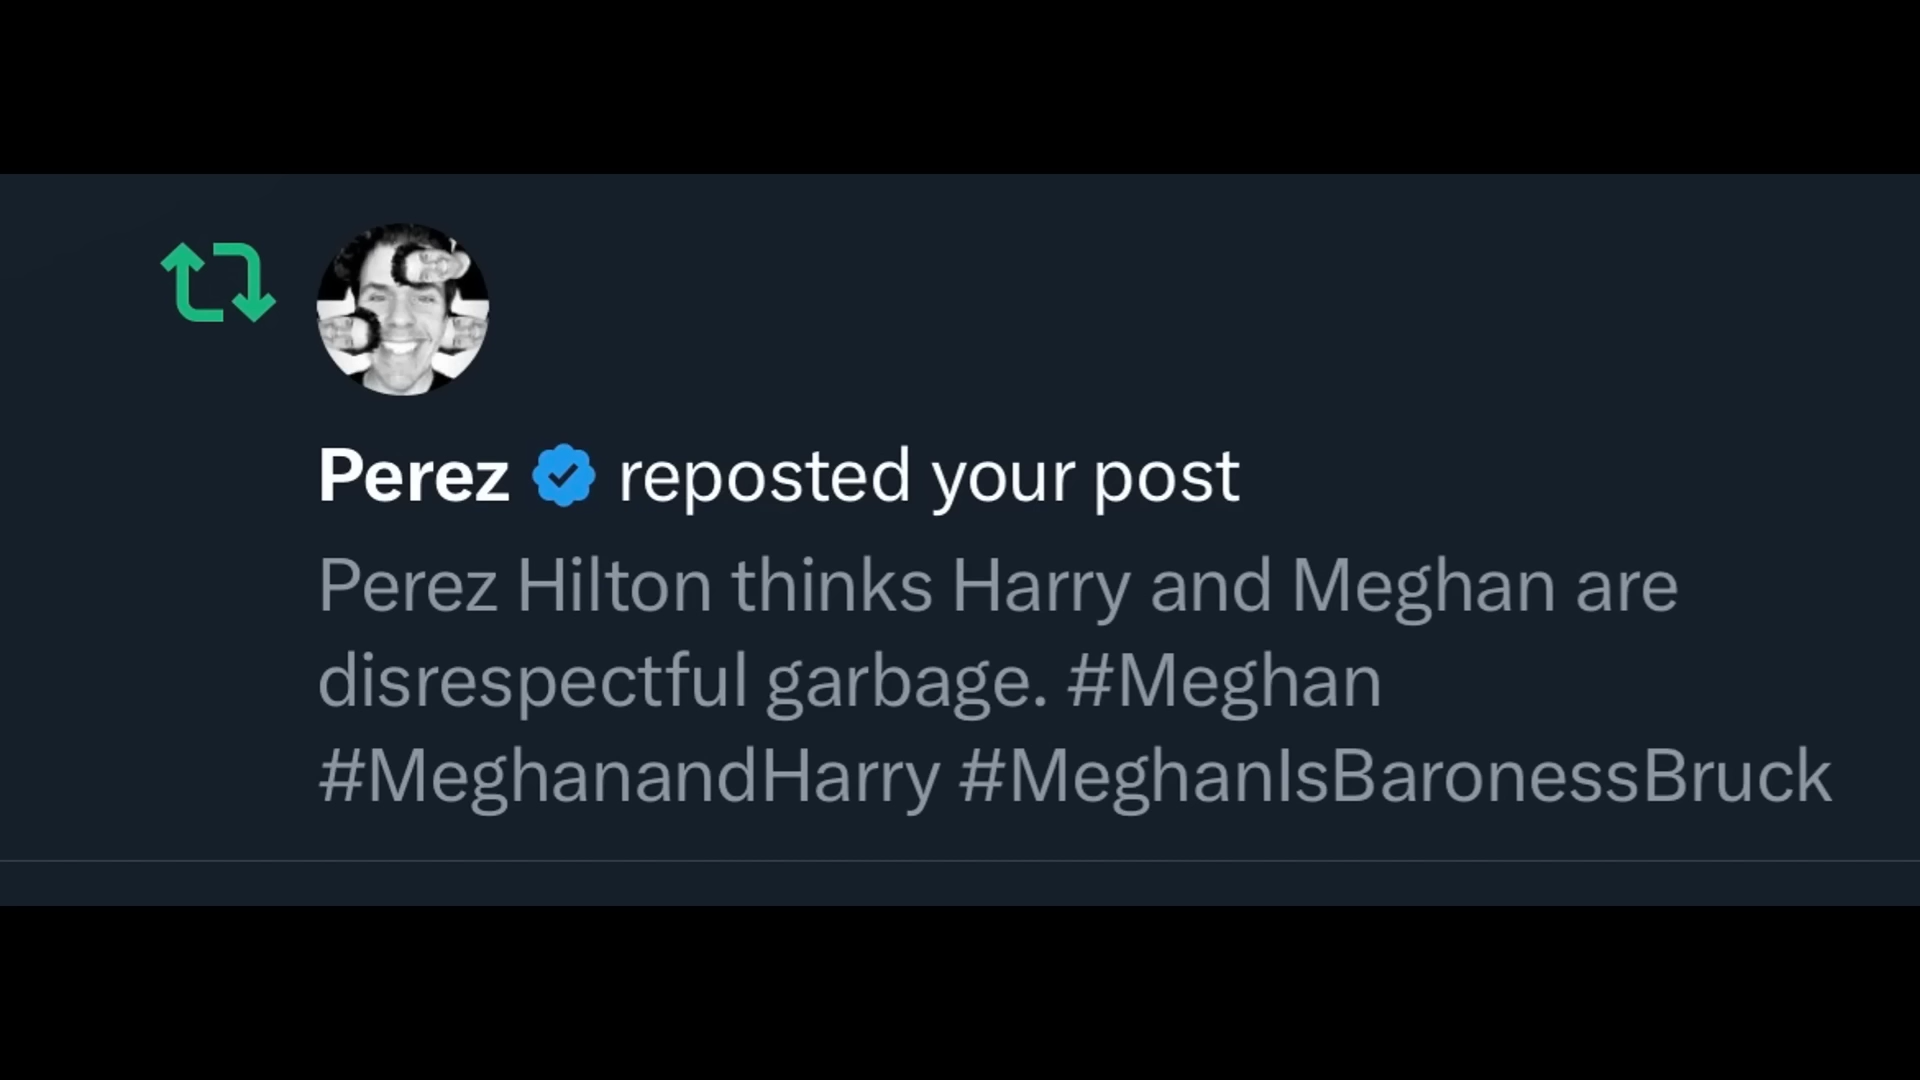 Perez reposted your post
Perez Hilton thinks Harry and Meghan are
disrespectful garbage. #Meghan
#MeghanandHarry #MeghanIsBaronessBruck